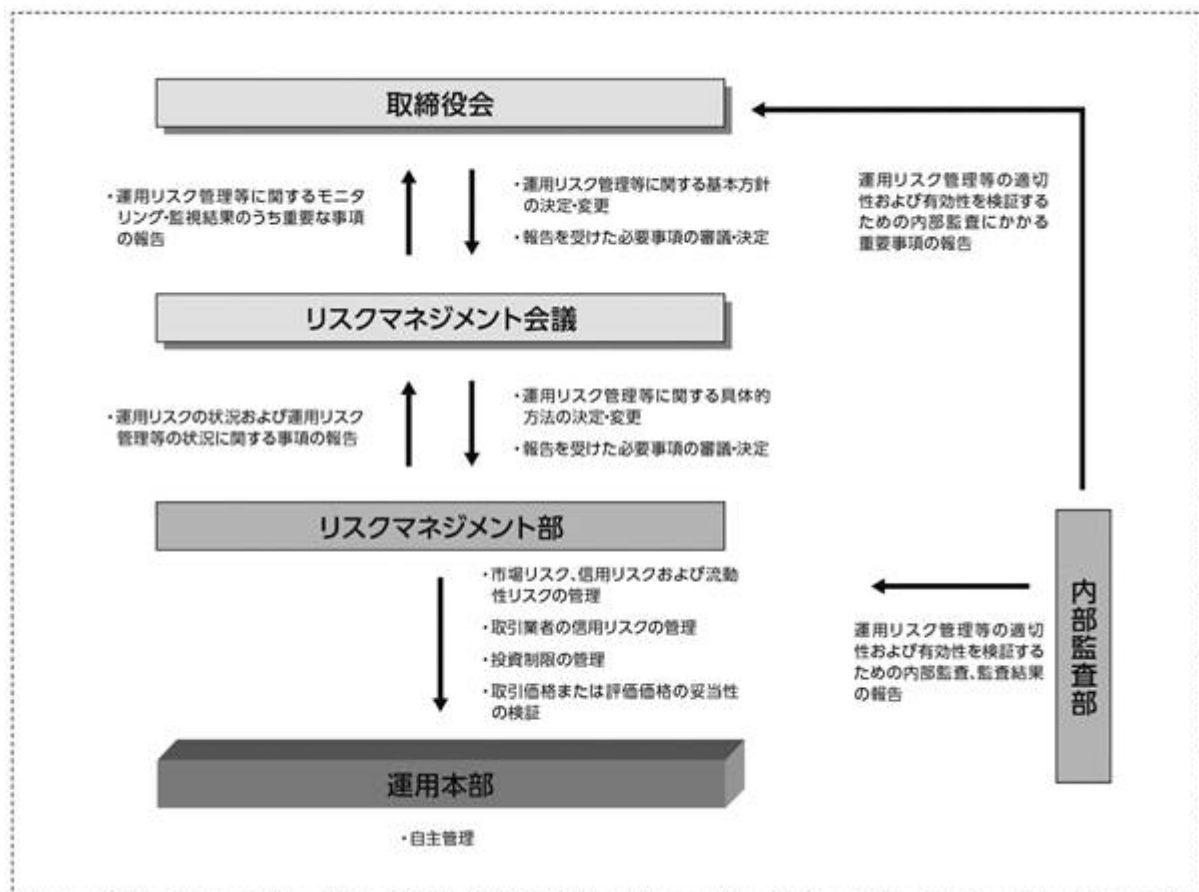 取締役会
・運用リスク管理等に関するモニタ
リング・監視結果のうち重要な事項
の報告
・運用リスク管理等に関する基本方針
の決定・変更
・報告を受けた必要事項の審議・決定
運用リスク管理等の適切
性および有効性を検証する
ための内部監査にかかる
重要事項の報告
リスクマネジメント会議
・運用リスクの状況および運用リスク
管理等の状況に関する事項の報告
・運用リスク管理等に関する具体的
方法の決定・変更
・報告を受けた必要事項の審議・決定
リスクマネジメント部
・市場リスク、信用リスクおよび流動
性リスクの管理
・取引業者の信用リスクの管理
・投資制限の管理
・取引価格または評価価格の妥当性
の検証
運用リスク管理等の適切
性および有効性を検証する
ための内部監査、監査結果
の報告
内部監査部
運用本部
・自主管理